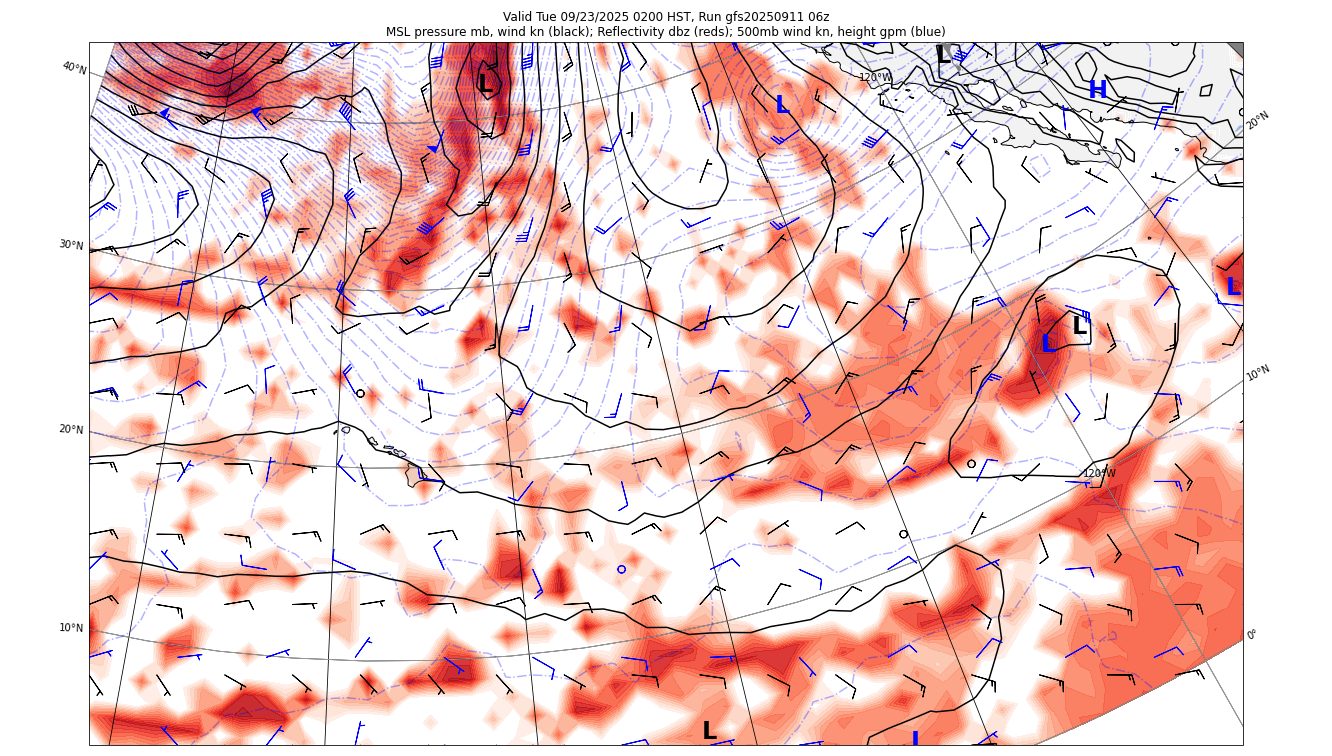 Valid Tue 09/23/2025 0200 HST, Run gfs20250911 06z
MSL pressure mb, wind kn (black); Reflectivity dbz (reds); 500mb wind kn, height gpm (blue)
L
40°N
120°W
L
H
L
20°N
30°N
L
L
L
10°N
20°N
120°W
10°N
0°
L
L